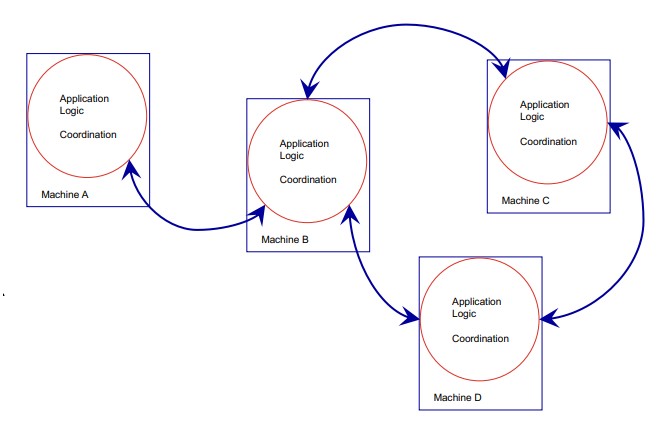 Application
Logic
Coordination
Machine A
Application
Logic
Coordination
Machine B
Application
Logic
Coordination
Machine C
Application
Logic
Coordination
Machine D